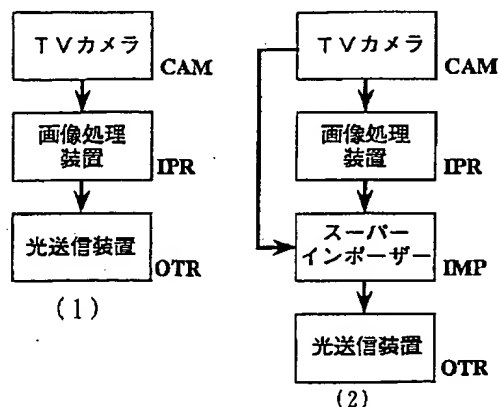 TVカメラ
CAM
画像処理
装置
IPR
光送信装置
OTR
(1)
TVカメラ
CAM
画像処理
装置
IPR
スーパー
インポーザー
IMP
光送信装置
OTR
(2)